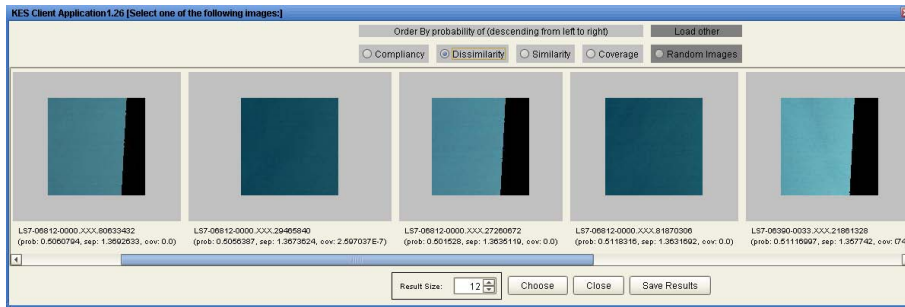 KES Client Application1.26 [Select one of the following images:]
Order By probability of (descending from left to right)
Load other
Compliancy
Dissimilarity
Similarity
Coverage
Random Images
LS7-06812-0000.XXX.80633432
(prob: 0.5060794, sep: 1.3692633, cov: 0.0)
LS7-06812-0000.XXX.29465840
(prob: 0.5056387, sep: 1.3673624, cov: 2.597037E-7)
LS7-06812-0000.XXX.27260672
(prob: 0.501528, sep: 1.3635119, cov: 0.0)
LS7-06812-0000.XXX.81870306
(prob: 0.5118316, sep: 1.3631692, cov: 0.0)
LS7-06390-0033.XXX.21861328
(prob: 0.51116997, sep: 1.357742, cov:
Result Size:
12
Choose
Close
Save Results